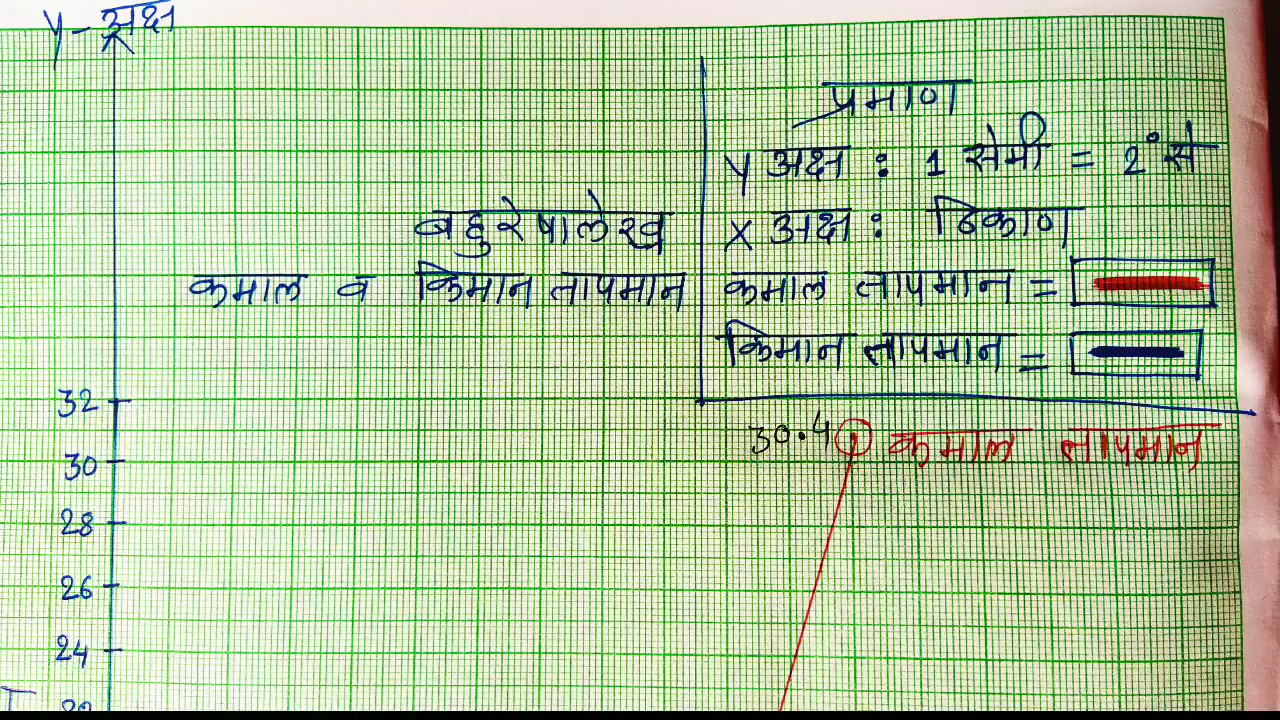 Y-अक्ष
प्रमाण
Y अक्ष : 1 सेमी = 2° से
X अक्ष : ठिकाण
कमाल तापमान =
किमान तापमान =
बहुरेषालेख
कमाल व किमान तापमान
30.4 कमाल तापमान
32
30
28
26
24